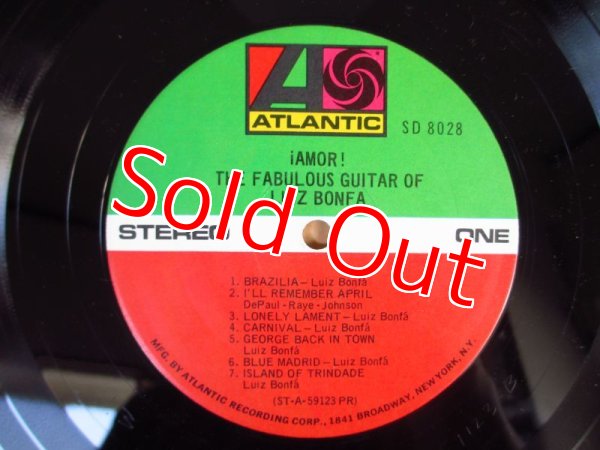 ATLANTIC
SD 8028
¡AMOR!
THE FABULOUS GUITAR OF
LUIZ BONFA
Sold Out
STEREO
ONE
1. BRAZILIA – Luiz Bonfá
2. I'LL REMEMBER APRIL
DePaul - Raye - Johnson
3. LONELY LAMENT – Luiz Bonfá
4. CARNIVAL – Luiz Bonfá
5. GEORGE BACK IN TOWN
Luiz Bonfá
6. BLUE MADRID – Luiz Bonfá
7. ISLAND OF TRINDADE
Luiz Bonfá
(ST-A-59123 PR)
MFG. BY ATLANTIC RECORDING CORP., 1841 BROADWAY, NEW YORK, N.Y.